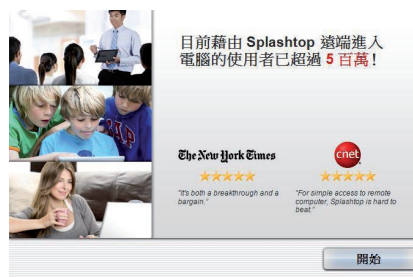 目前藉由 Splashtop 遠端進入
電腦的使用者已超過 5 百萬！
The New York Times
cnet
"It's both a breakthrough and a
bargain."
"For simple access to remote
computer, Splashtop is hard to
beat."
開始